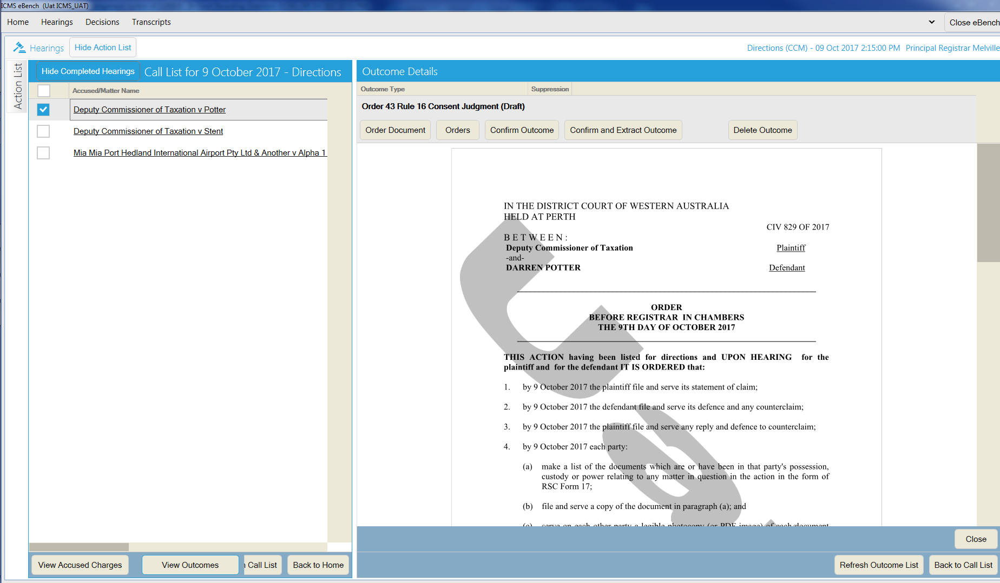 ICMS eBench (Uat ICMS_UAT)
Home Hearings Decisions Transcripts
Close eBench
Hearings
Hide Action List
Directions (CCM) - 09 Oct 2017 2:15:00 PM Principal Registrar Melville
Action List
Hide Completed Hearings
Call List for 9 October 2017 - Directions
Accused/Matter Name
Deputy Commissioner of Taxation v Potter
Deputy Commissioner of Taxation v Stent
Mia Mia Port Hedland International Airport Pty Ltd & Another v Alpha 1
View Accused Charges
View Outcomes
Call List
Back to Home
Outcome Details
Outcome Type Suppression
Order 43 Rule 16 Consent Judgment (Draft)
Order Document
Orders
Confirm Outcome
Confirm and Extract Outcome
Delete Outcome
IN THE DISTRICT COURT OF WESTERN AUSTRALIA
HELD AT PERTH
CIV 829 OF 2017
B E T W E E N :
Deputy Commissioner of Taxation Plaintiff
-and-
DARREN POTTER Defendant
ORDER
BEFORE REGISTRAR IN CHAMBERS
THE 9TH DAY OF OCTOBER 2017
THIS ACTION having been listed for directions and UPON HEARING for the
plaintiff and for the defendant IT IS ORDERED that:
1. by 9 October 2017 the plaintiff file and serve its statement of claim;
2. by 9 October 2017 the defendant file and serve its defence and any counterclaim;
3. by 9 October 2017 the plaintiff file and serve any reply and defence to counterclaim;
4. by 9 October 2017 each party:
(a) make a list of the documents which are or have been in that party's possession,
custody or power relating to any matter in question in the action in the form of
RSC Form 17;
(b) file and serve a copy of the document in paragraph (a); and
(c) serve on each other party a legible photocopy (or PDF image) of each document
Close
Refresh Outcome List
Back to Call List